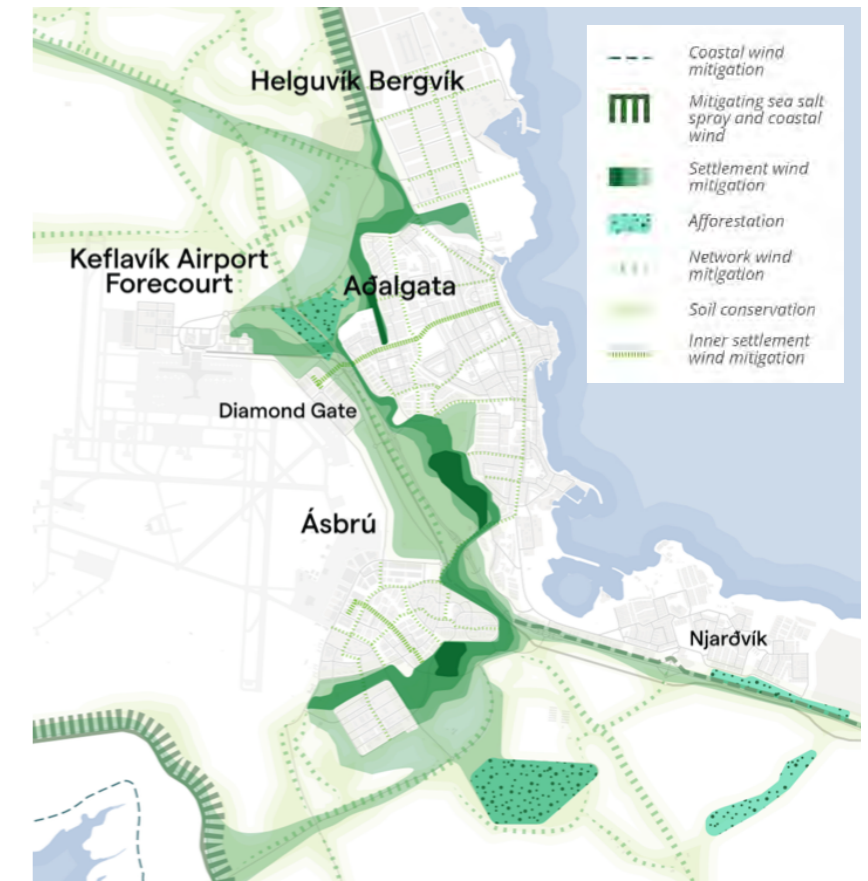 Helguvík Bergvík
Keflavík Airport
Forecourt
Aðalgata
Diamond Gate
Ásbrú
Njarðvík
Coastal wind
mitigation
Mitigating sea salt
spray and coastal
wind
Settlement wind
mitigation
Afforestation
Network wind
mitigation
Soil conservation
Inner settlement
wind mitigation